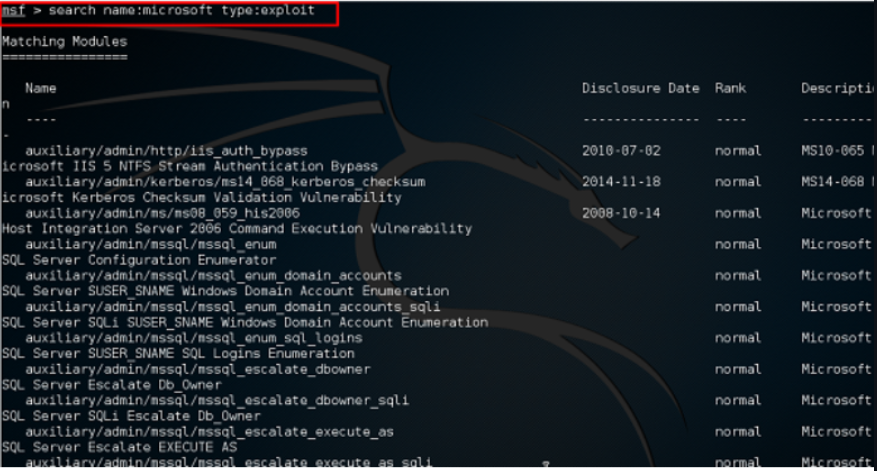 msf > search name:microsoft type:exploit
Matching Modules
================
Name Disclosure Date Rank Descriptio
n
---- --------------- ---- ---------
-
auxiliary/admin/http/iis_auth_bypass 2010-07-02 normal MS10-065 M
icrosoft IIS 5 NTFS Stream Authentication Bypass
auxiliary/admin/kerberos/ms14_068_kerberos_checksum 2014-11-18 normal MS14-068 M
icrosoft Kerberos Checksum Validation Vulnerability
auxiliary/admin/ms/ms08_059_his2006 2008-10-14 normal Microsoft
Host Integration Server 2006 Command Execution Vulnerability
auxiliary/admin/mssql/mssql_enum normal Microsoft
SQL Server Configuration Enumerator
auxiliary/admin/mssql/mssql_enum_domain_accounts normal Microsoft
SQL Server SUSER_SNAME Windows Domain Account Enumeration
auxiliary/admin/mssql/mssql_enum_domain_accounts_sqli normal Microsoft
SQL Server SQLi SUSER_SNAME Windows Domain Account Enumeration
auxiliary/admin/mssql/mssql_enum_sql_logins normal Microsoft
SQL Server SUSER_SNAME SQL Logins Enumeration
auxiliary/admin/mssql/mssql_escalate_dbowner normal Microsoft
SQL Server Escalate Db_Owner
auxiliary/admin/mssql/mssql_escalate_dbowner_sqli normal Microsoft
SQL Server SQLi Escalate Db_Owner
auxiliary/admin/mssql/mssql_escalate_execute_as normal Microsoft
SQL Server Escalate EXECUTE AS
auxiliary/admin/mssql/mssql_escalate_execute_as_sqli normal Microsoft